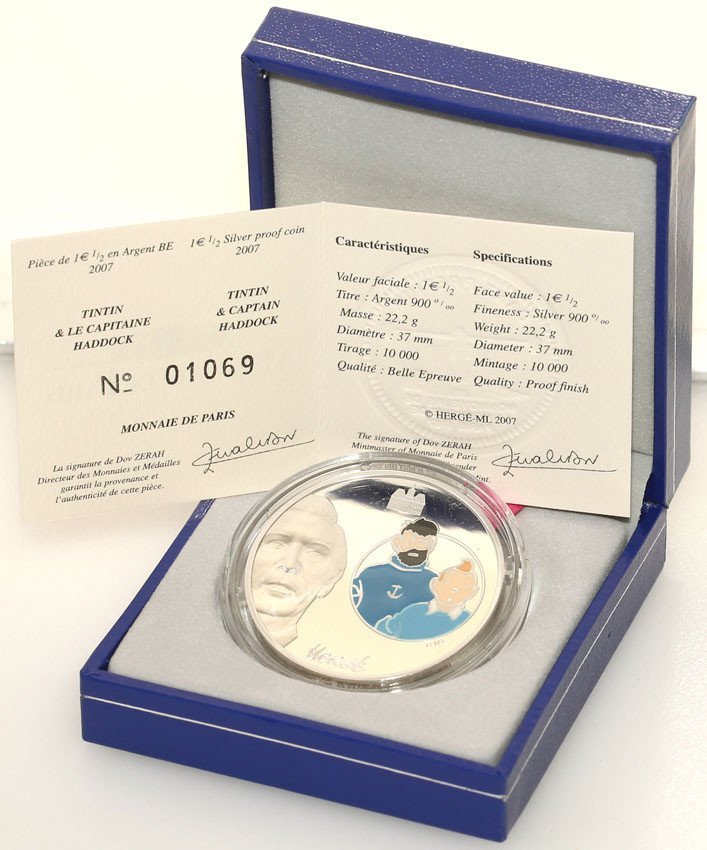 Pièce de 1€ 1/2 en Argent BE
2007
TINTIN
& LE CAPITAINE
HADDOCK
1€ 1/2 Silver proof coin
2007
TINTIN
& CAPTAIN
HADDOCK
Nº 01069
MONNAIE DE PARIS
La signature de Dov ZERAH
Directeur des Monnaies et Médailles
garantit la provenance et
l'authenticité de cette pièce.
Caractéristiques
Valeur faciale : 1€ 1/2
Titre : Argent 900 º/ºº
Masse : 22,2 g
Diamètre : 37 mm
Tirage : 10 000
Qualité : Belle Epreuve
Specifications
Face value : 1€ 1/2
Fineness : Silver 900 º/ºº
Weight : 22,2 g
Diameter : 37 mm
Mintage : 10 000
Quality : Proof finish
© HERGÉ-ML 2007
The signature of Dov ZERAH
Mintmaster of Monnaie de Paris
Hergé